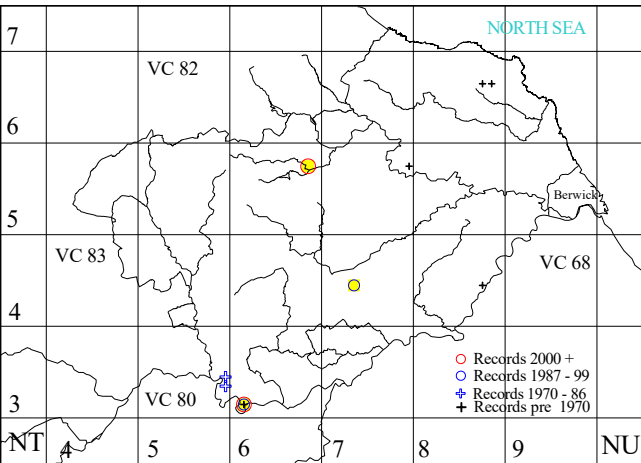 7
NORTH SEA
VC 82
6
Berwick
5
VC 83
VC 68
4
Records 2000 +
Records 1987 - 99
Records 1970 - 86
VC 80
Records pre 1970
3
NT 4 5 6 7 8 9 NU